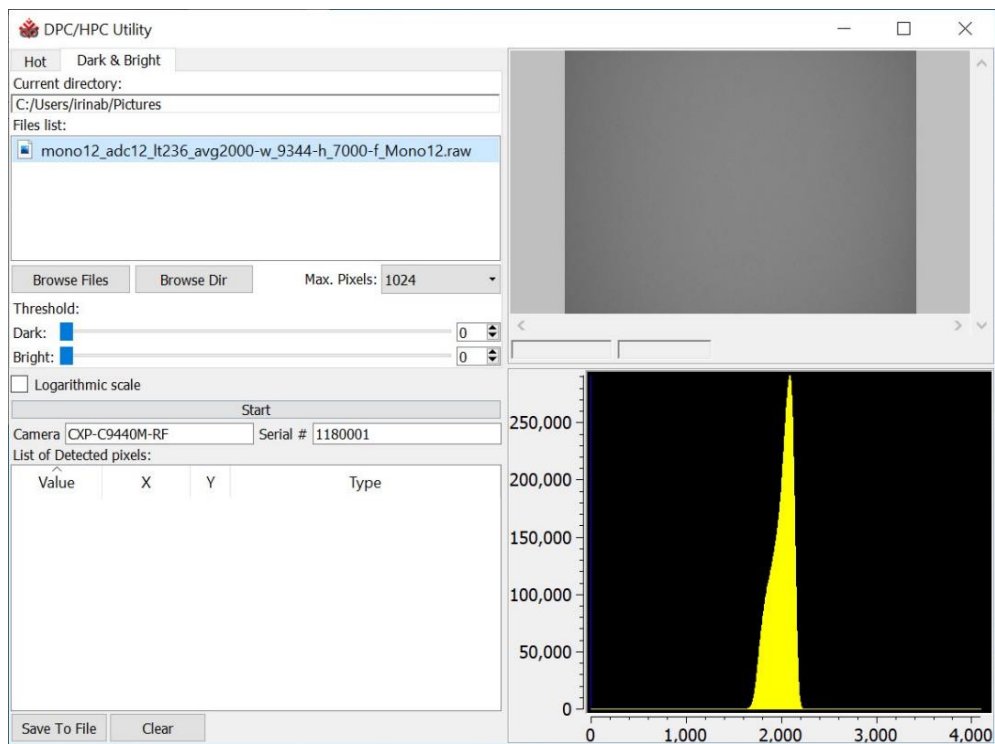 DPC/HPC Utility
Hot Dark & Bright
Current directory:
C:/Users/irinab/Pictures
Files list:
mono12_adc12_lt236_avg2000-w_9344-h_7000-f_Mono12.raw
Browse Files Browse Dir Max. Pixels: 1024
Threshold:
Dark: 0
Bright: 0
Logarithmic scale
Start
Camera CXP-C9440M-RF Serial # 1180001
List of Detected pixels:
Value X Y Type
Save To File Clear
250,000
200,000
150,000
100,000
50,000
0
0 1,000 2,000 3,000 4,000